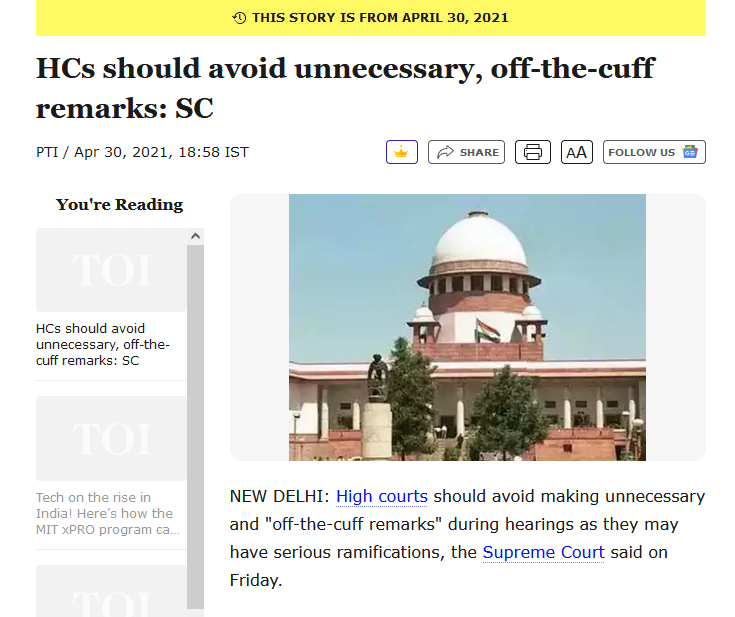 THIS STORY IS FROM APRIL 30, 2021
HCs should avoid unnecessary, off-the-cuff
remarks: SC
PTI / Apr 30, 2021, 18:58 IST
SHARE
AA
FOLLOW US
You're Reading
TOI
HCs should avoid
unnecessary, off-the-
cuff remarks: SC
TOI
Tech on the rise in
India! Here’s how the
MIT xPRO program ca...
TOI
NEW DELHI: High courts should avoid making unnecessary
and "off-the-cuff remarks" during hearings as they may
have serious ramifications, the Supreme Court said on
Friday.